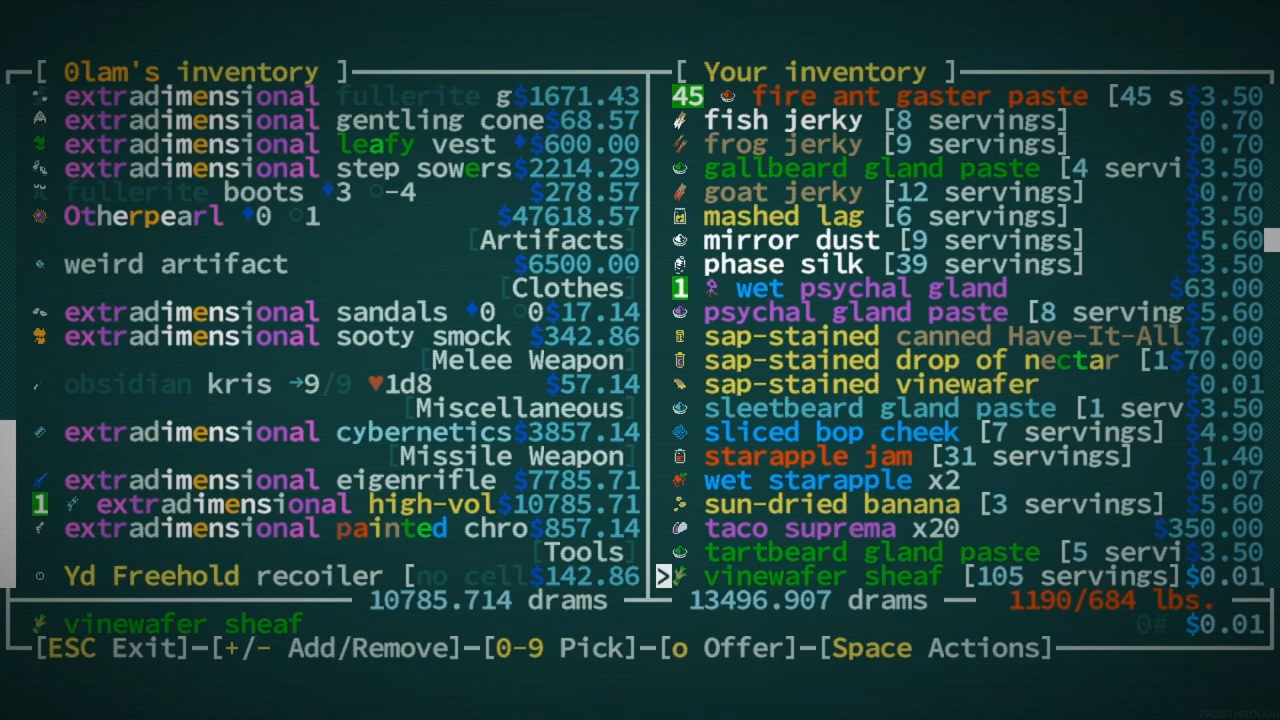 [ 0lam's inventory ]
extradimensional fullerite g$1671.43
extradimensional gentling cone$68.57
extradimensional leafy vest ♦$600.00
extradimensional step sowers$2214.29
fullerite boots ♦3 ○-4 $278.57
Otherpearl ♦0 ○1 $47618.57
[Artifacts]
weird artifact $6500.00
[Clothes]
extradimensional sandals ♦0 ○0$17.14
extradimensional sooty smock $342.86
[Melee Weapon]
obsidian kris →9/9 ♥1d8 $57.14
[Miscellaneous]
extradimensional cybernetics$3857.14
[Missile Weapon]
extradimensional eigenrifle $7785.71
1 extradimensional high-vol$10785.71
extradimensional painted chro$857.14
[Tools]
Yd Freehold recoiler [no cell$142.86
10785.714 drams
[ Your inventory ]
45 fire ant gaster paste [45 s$3.50
fish jerky [8 servings] $0.70
frog jerky [9 servings] $0.70
gallbeard gland paste [4 servi$3.50
goat jerky [12 servings] $0.70
mashed lag [6 servings] $3.50
mirror dust [9 servings] $5.60
phase silk [39 servings] $3.50
1 wet psychal gland $63.00
psychal gland paste [8 serving$5.60
sap-stained canned Have-It-All$7.00
sap-stained drop of nectar [1$70.00
sap-stained vinewafer $0.01
sleetbeard gland paste [1 serv$3.50
sliced bop cheek [7 servings] $4.90
starapple jam [31 servings] $1.40
wet starapple x2 $0.07
sun-dried banana [3 servings] $5.60
taco suprema x20 $350.00
tartbeard gland paste [5 servi$3.50
> vinewafer sheaf [105 servings]$0.01
13496.907 drams 1190/684 lbs.
vinewafer sheaf 0# $0.01
[ESC Exit]-[+/- Add/Remove]-[0-9 Pick]-[o Offer]-[Space Actions]